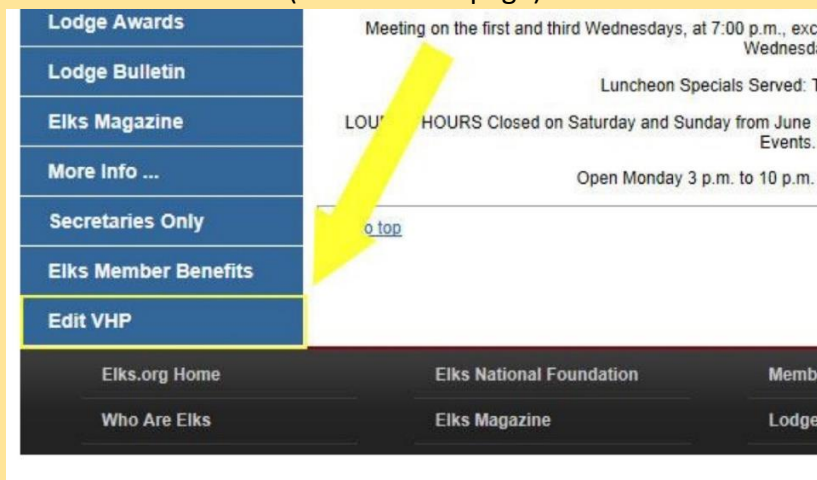 Lodge Awards
Lodge Bulletin
Elks Magazine
More Info ...
Secretaries Only
Elks Member Benefits
Edit VHP
Meeting on the first and third Wednesdays, at 7:00 p.m.,
Luncheon Specials Served:
HOURS Closed on Saturday and Sunday from June
Events.
Open Monday 3 p.m. to 10 p.m.
top
Elks.org Home
Elks National Foundation
Who Are Elks
Elks Magazine